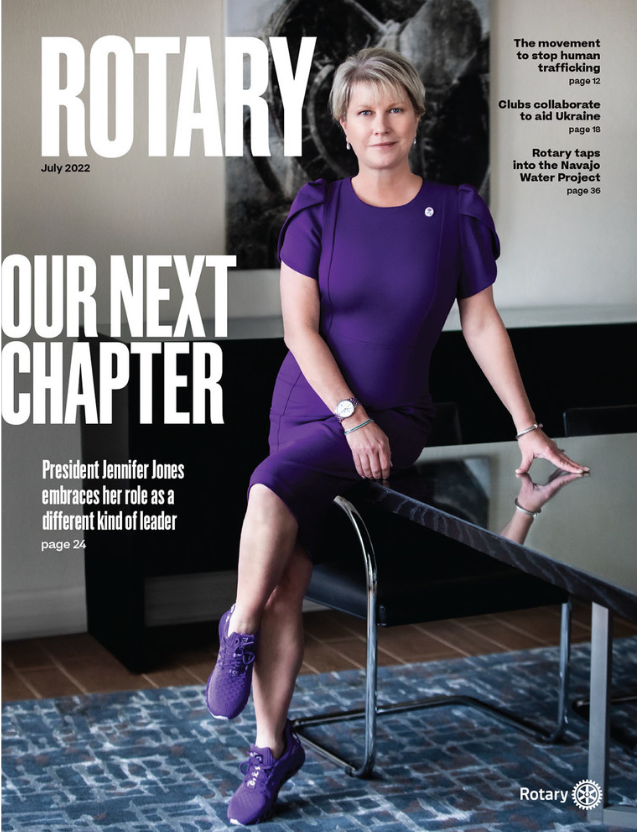 ROTARY
July 2022
The movement
to stop human
trafficking
page 12
Clubs collaborate
to aid Ukraine
page 18
Rotary taps
into the Navajo
Water Project
page 36
OUR NEXT
CHAPTER
President Jennifer Jones
embraces her role as a
different kind of leader
page 24
Rotary